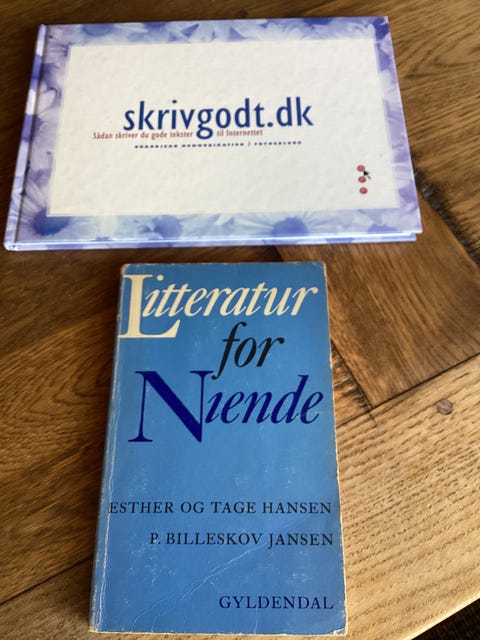 skrivgodt.dk
Sådan skriver du gode tekster til Internettet
Litteratur
for
Niende
ESTHER OG TAGE HANSEN
P. BILLESKOV JANSEN
GYLDENDAL